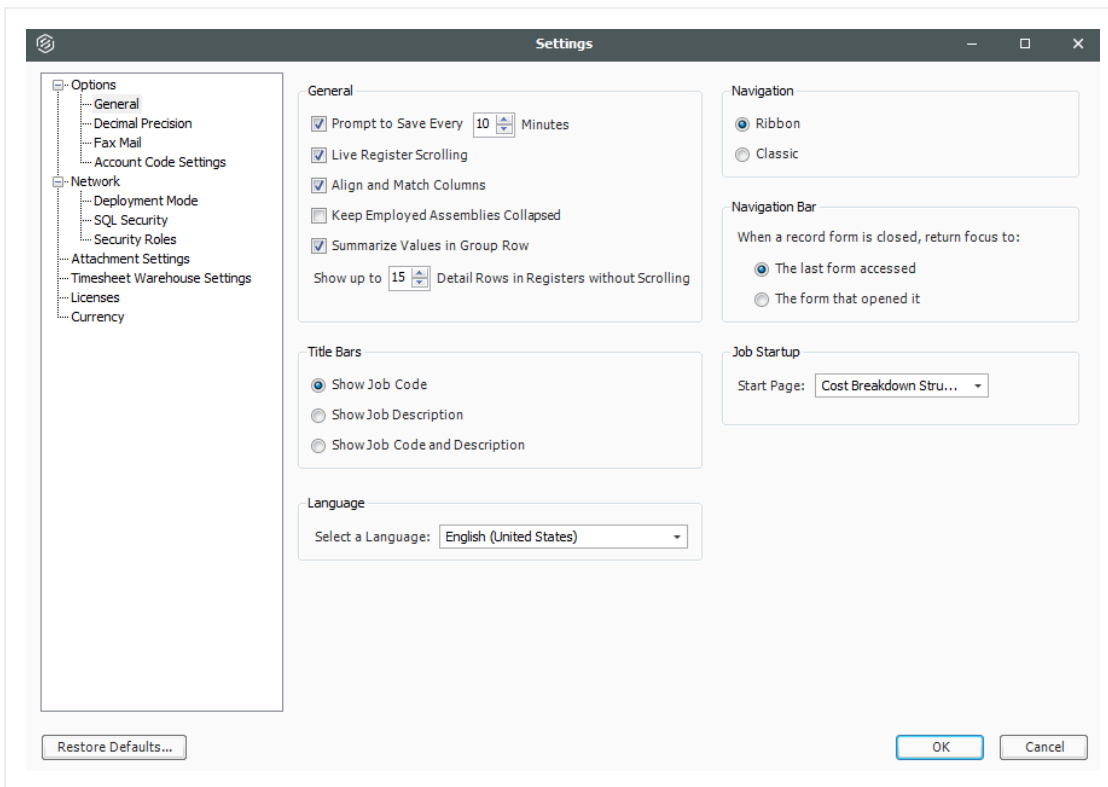 Settings
Options
General
Decimal Precision
Fax Mail
Account Code Settings
Network
Deployment Mode
SQL Security
Security Roles
Attachment Settings
Timesheet Warehouse Settings
Licenses
Currency
General
Prompt to Save Every 10 Minutes
Live Register Scrolling
Align and Match Columns
Keep Employed Assemblies Collapsed
Summarize Values in Group Row
Show up to 15 Detail Rows in Registers without Scrolling
Title Bars
Show Job Code
Show Job Description
Show Job Code and Description
Language
Select a Language: English (United States)
Navigation
Ribbon
Classic
Navigation Bar
When a record form is closed, return focus to:
The last form accessed
The form that opened it
Job Startup
Start Page: Cost Breakdown Stru...
Restore Defaults...
OK
Cancel